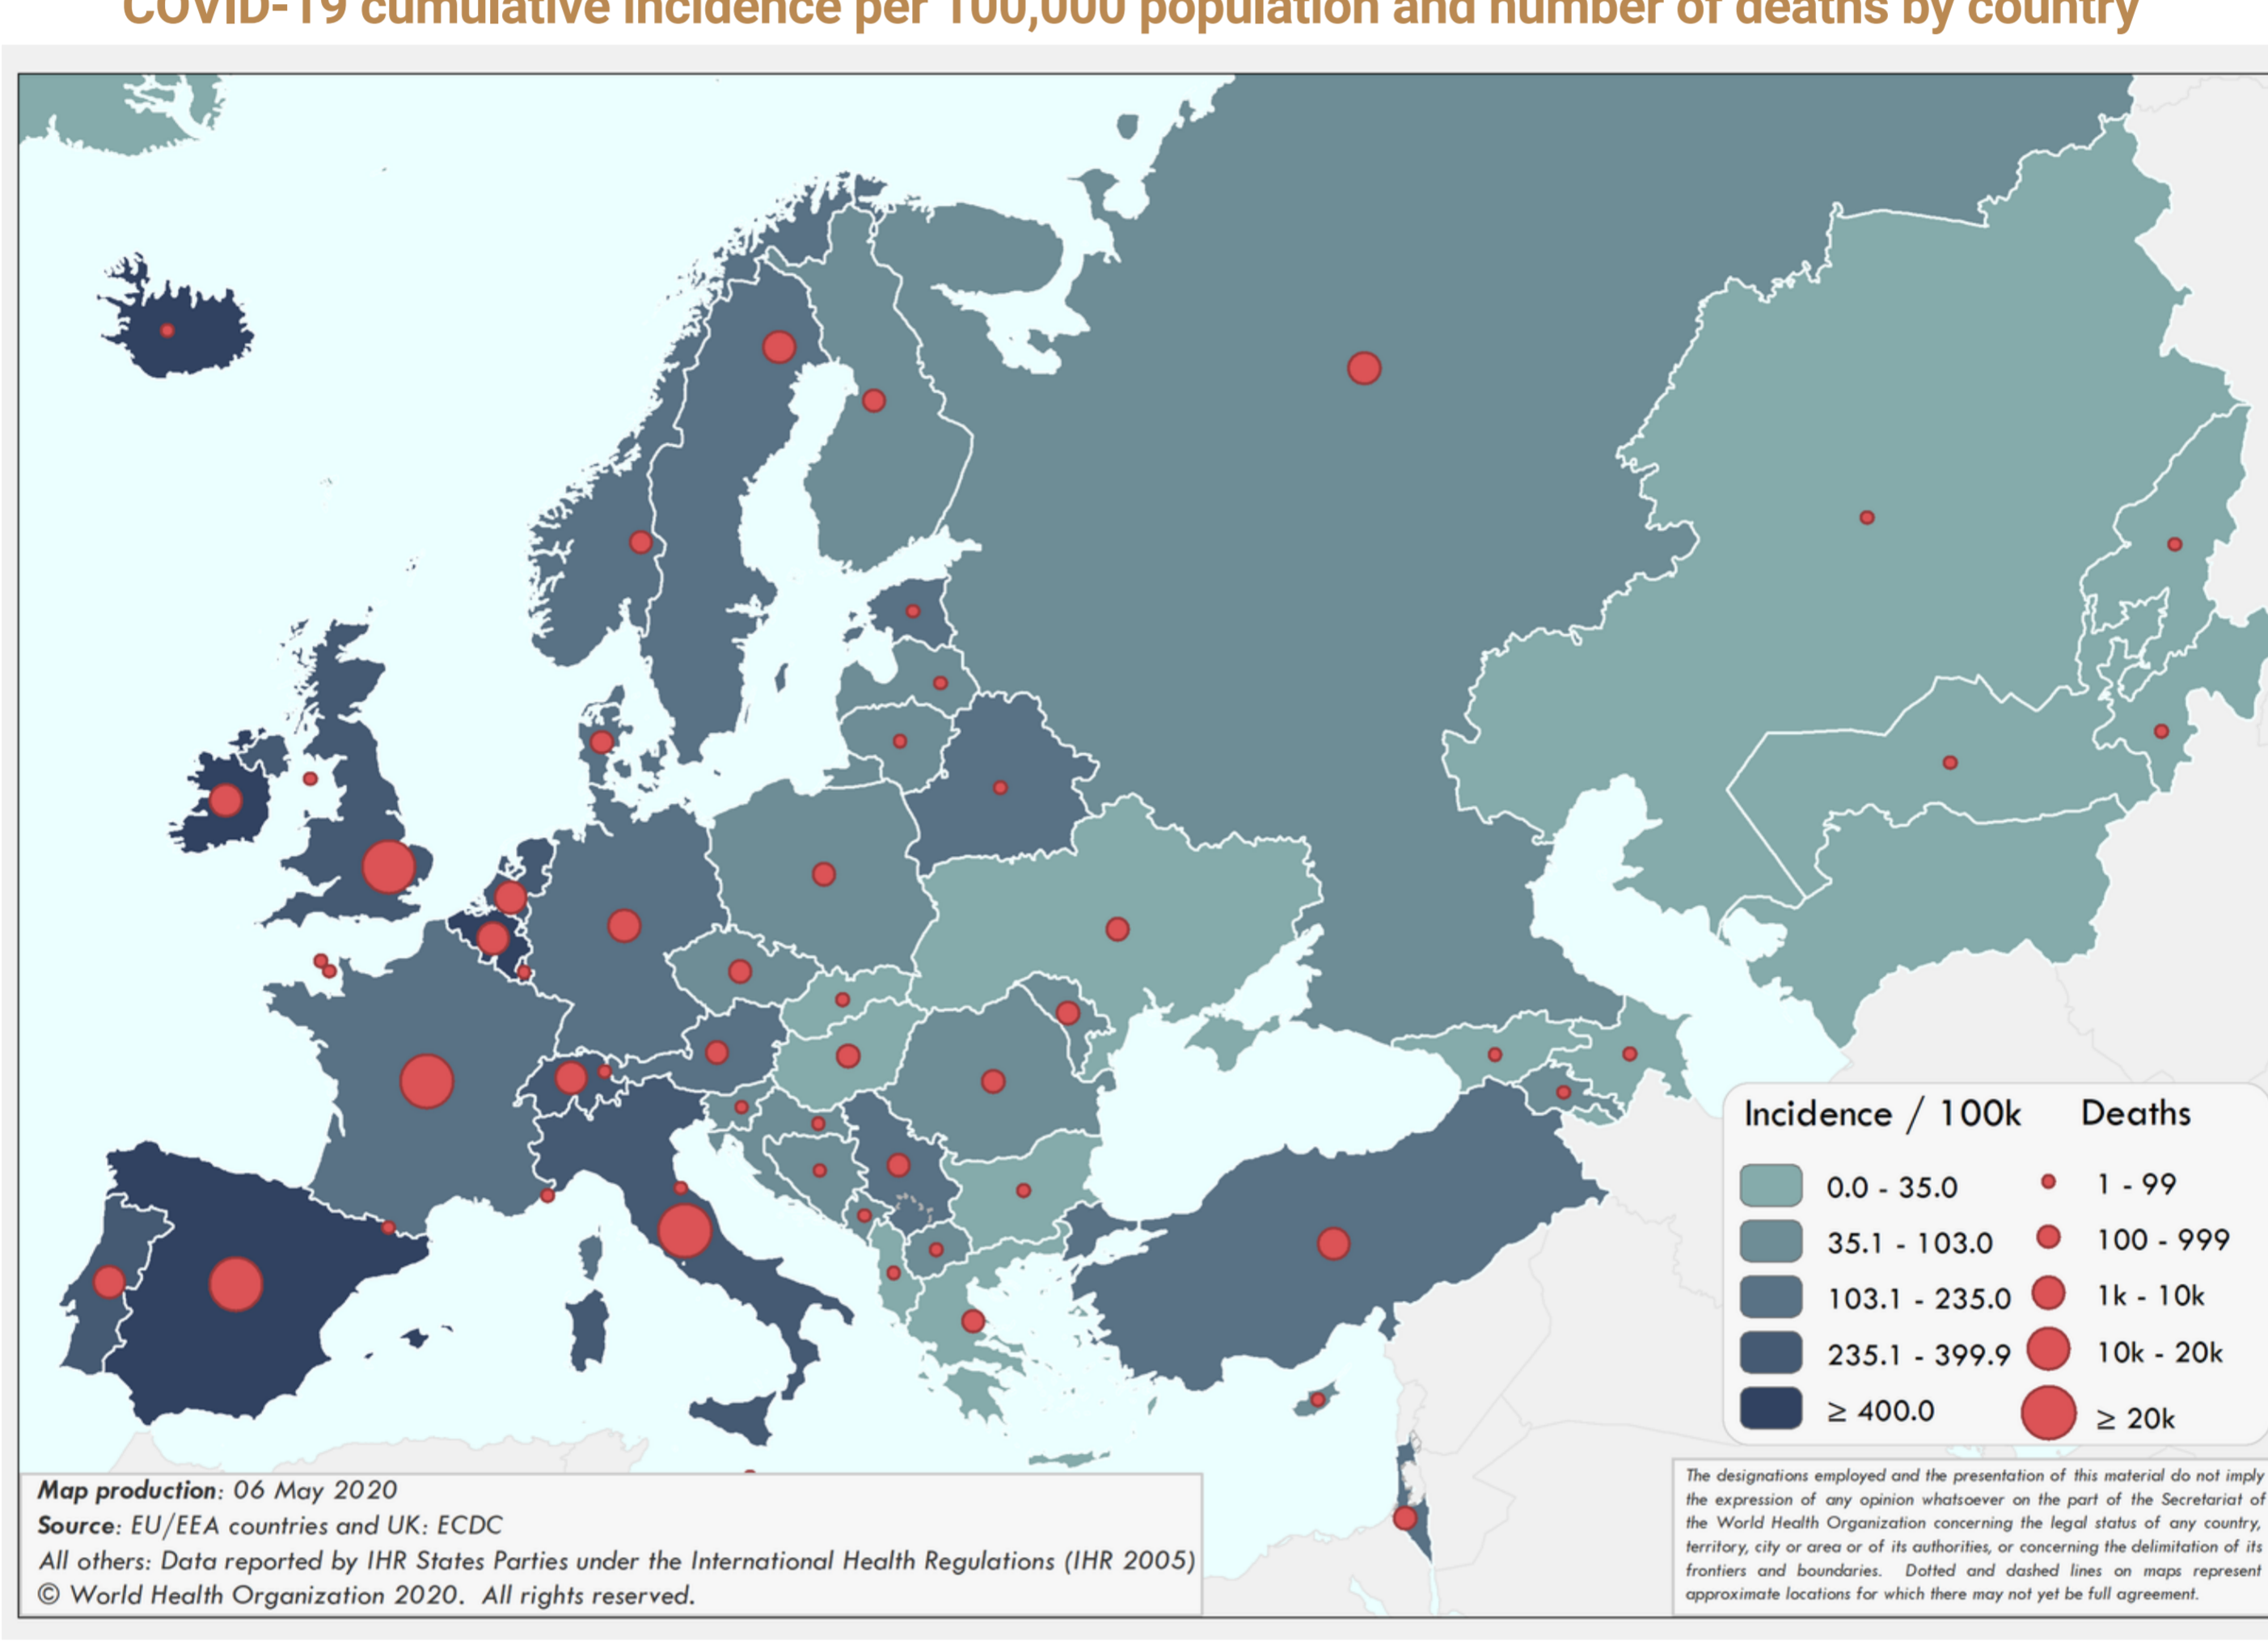 COVID-19 cumulative incidence per 100,000 population and number of deaths by country
Incidence / 100k Deaths
0.0 - 35.0 1 - 99
35.1 - 103.0 100 - 999
103.1 - 235.0 1k - 10k
235.1 - 399.9 10k - 20k
≥ 400.0 ≥ 20k
Map production: 06 May 2020
Source: EU/EEA countries and UK: ECDC
All others: Data reported by IHR States Parties under the International Health Regulations (IHR 2005)
© World Health Organization 2020. All rights reserved.
The designations employed and the presentation of this material do not imply
the expression of any opinion whatsoever on the part of the Secretariat of
the World Health Organization concerning the legal status of any country,
territory, city or area or of its authorities, or concerning the delimitation of its
frontiers and boundaries. Dotted and dashed lines on maps represent
approximate locations for which there may not yet be full agreement.